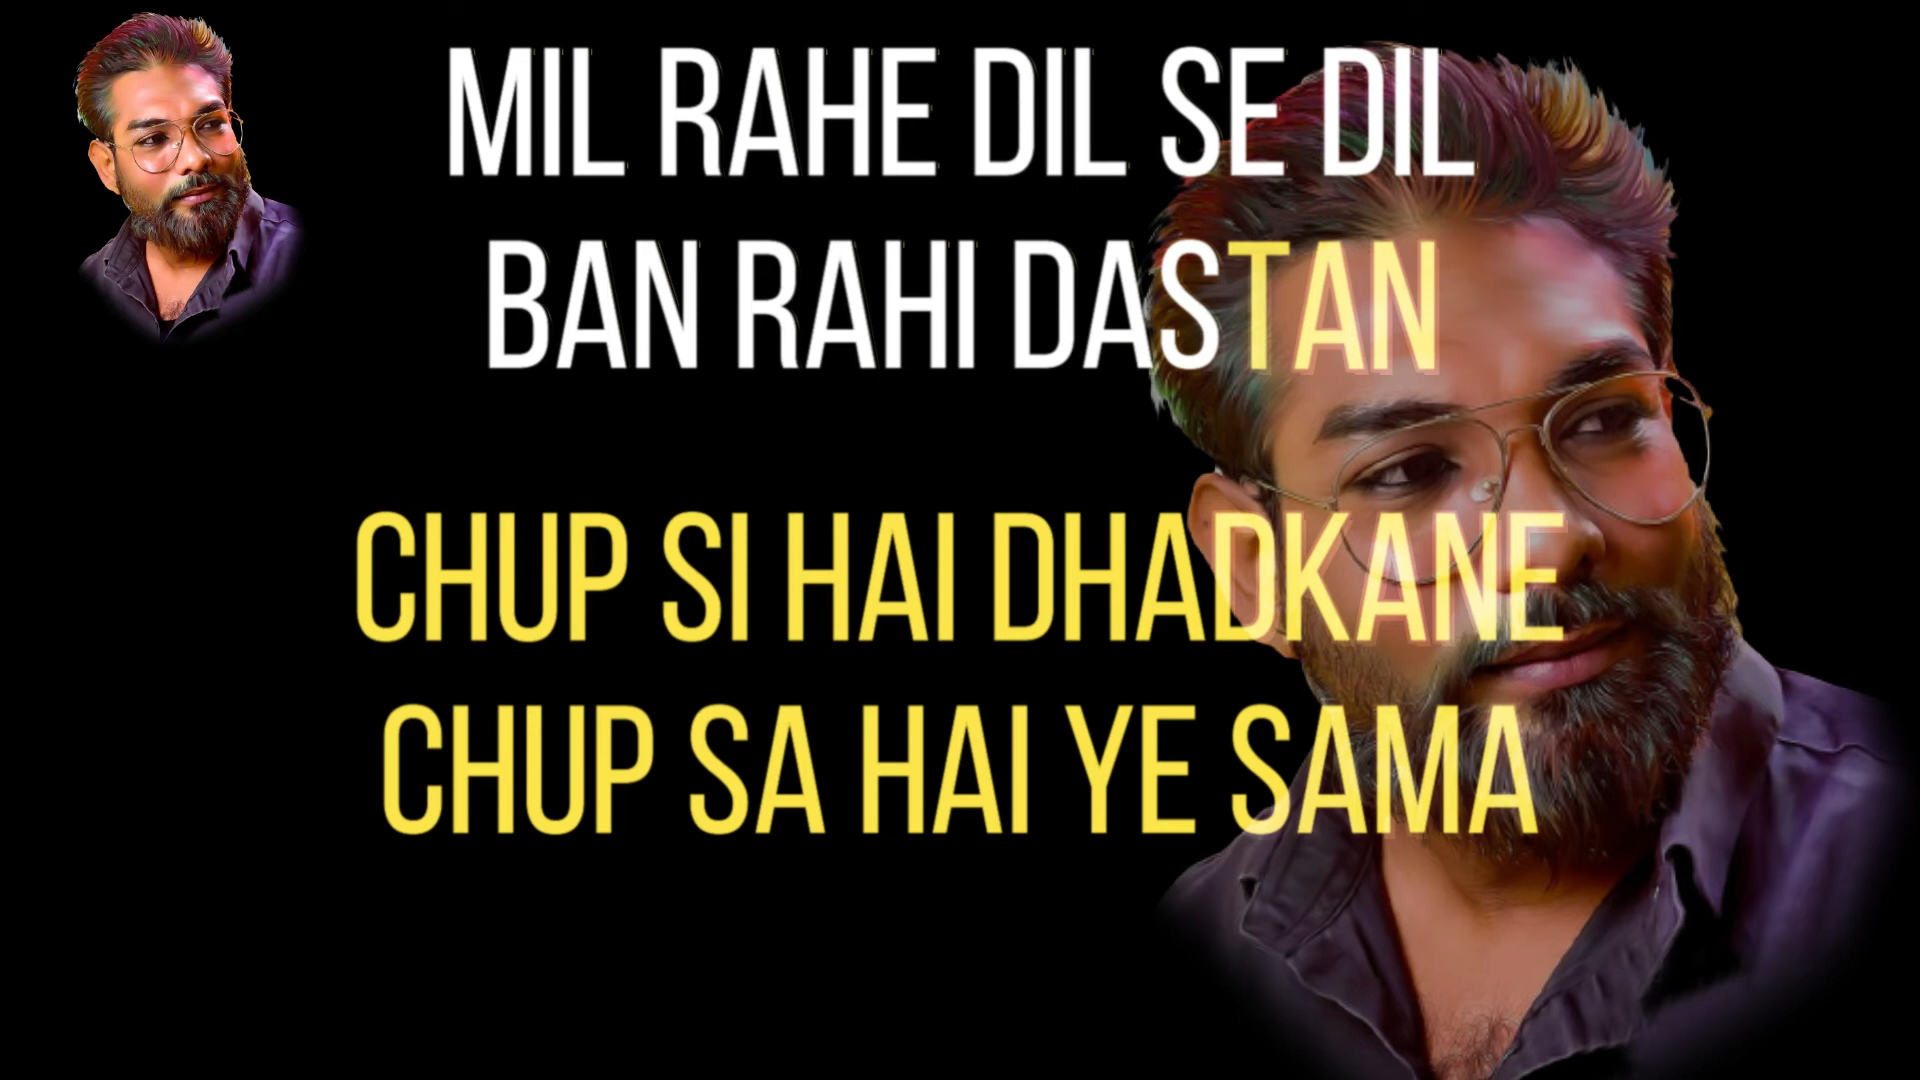 MIL RAHE DIL SE DIL
BAN RAHI DASTAN
CHUP SI HAI DHADKANE
CHUP SA HAI YE SAMA